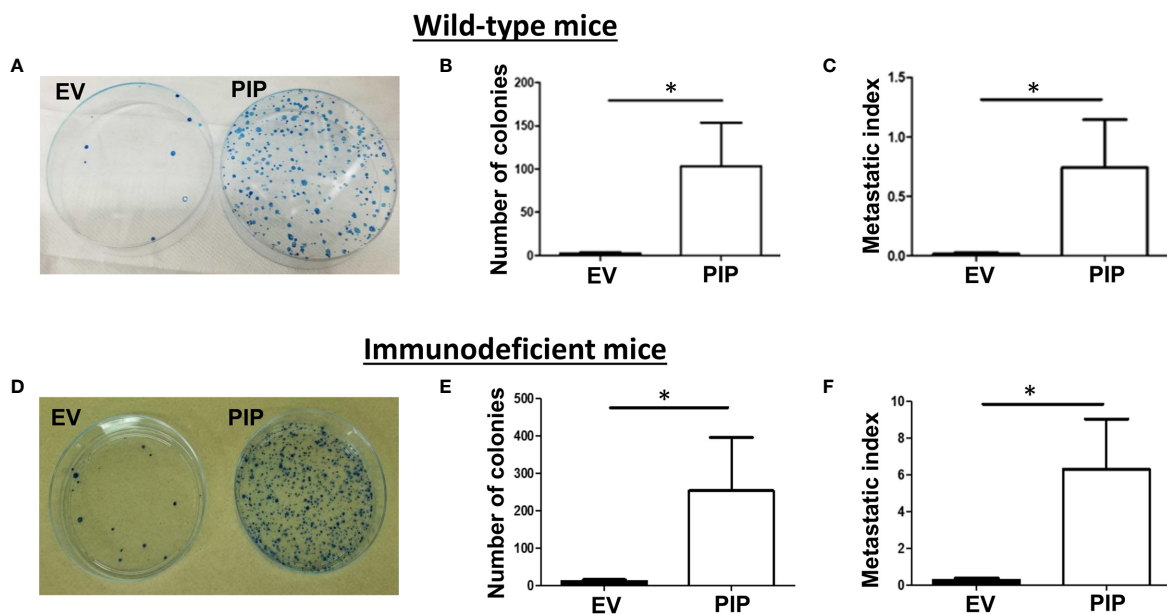 Wild-type mice
A
EV
PIP
B
Number of colonies
200
150
100
50
0
*
EV
PIP
C
Metastatic index
1.5
1.0
0.5
0.0
*
EV
PIP
Immunodeficient mice
D
EV
PIP
E
Number of colonies
500
400
300
200
100
0
*
EV
PIP
F
Metastatic index
10
8
6
4
2
0
*
EV
PIP